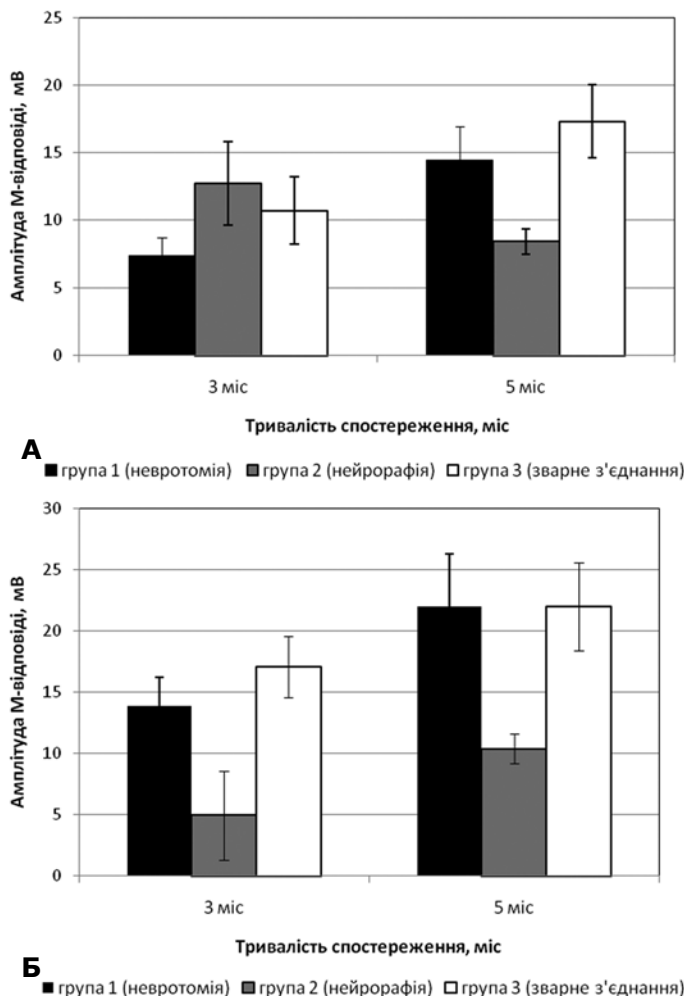 25
20
15
10
5
0
Амплітуда М-відповіді, мВ
3 міс
5 міс
Тривалість спостереження, міс
А
група 1 (невротомія) група 2 (нейрорафія) група 3 (зварне з'єднання)
30
25
20
15
10
5
0
Амплітуда М-відповіді, мВ
3 міс
5 міс
Тривалість спостереження, міс
Б
група 1 (невротомія) група 2 (нейрорафія) група 3 (зварне з'єднання)